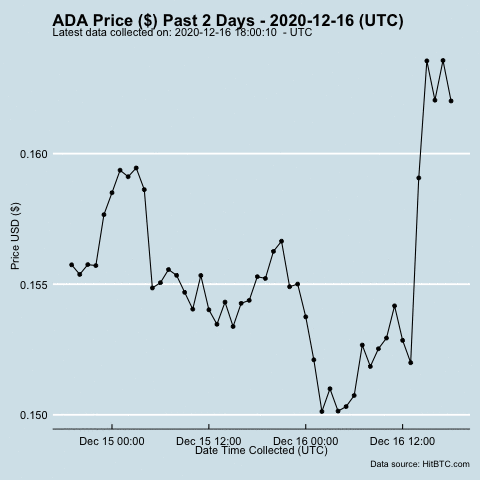 ADA Price ($) Past 2 Days - 2020-12-16 (UTC)
Latest data collected on: 2020-12-16 18:00:10  - UTC
0.160
0.155
0.150
Price USD ($)
Dec 15 00:00 Dec 15 12:00 Dec 16 00:00 Dec 16 12:00
Date Time Collected (UTC)
Data source: HitBTC.com